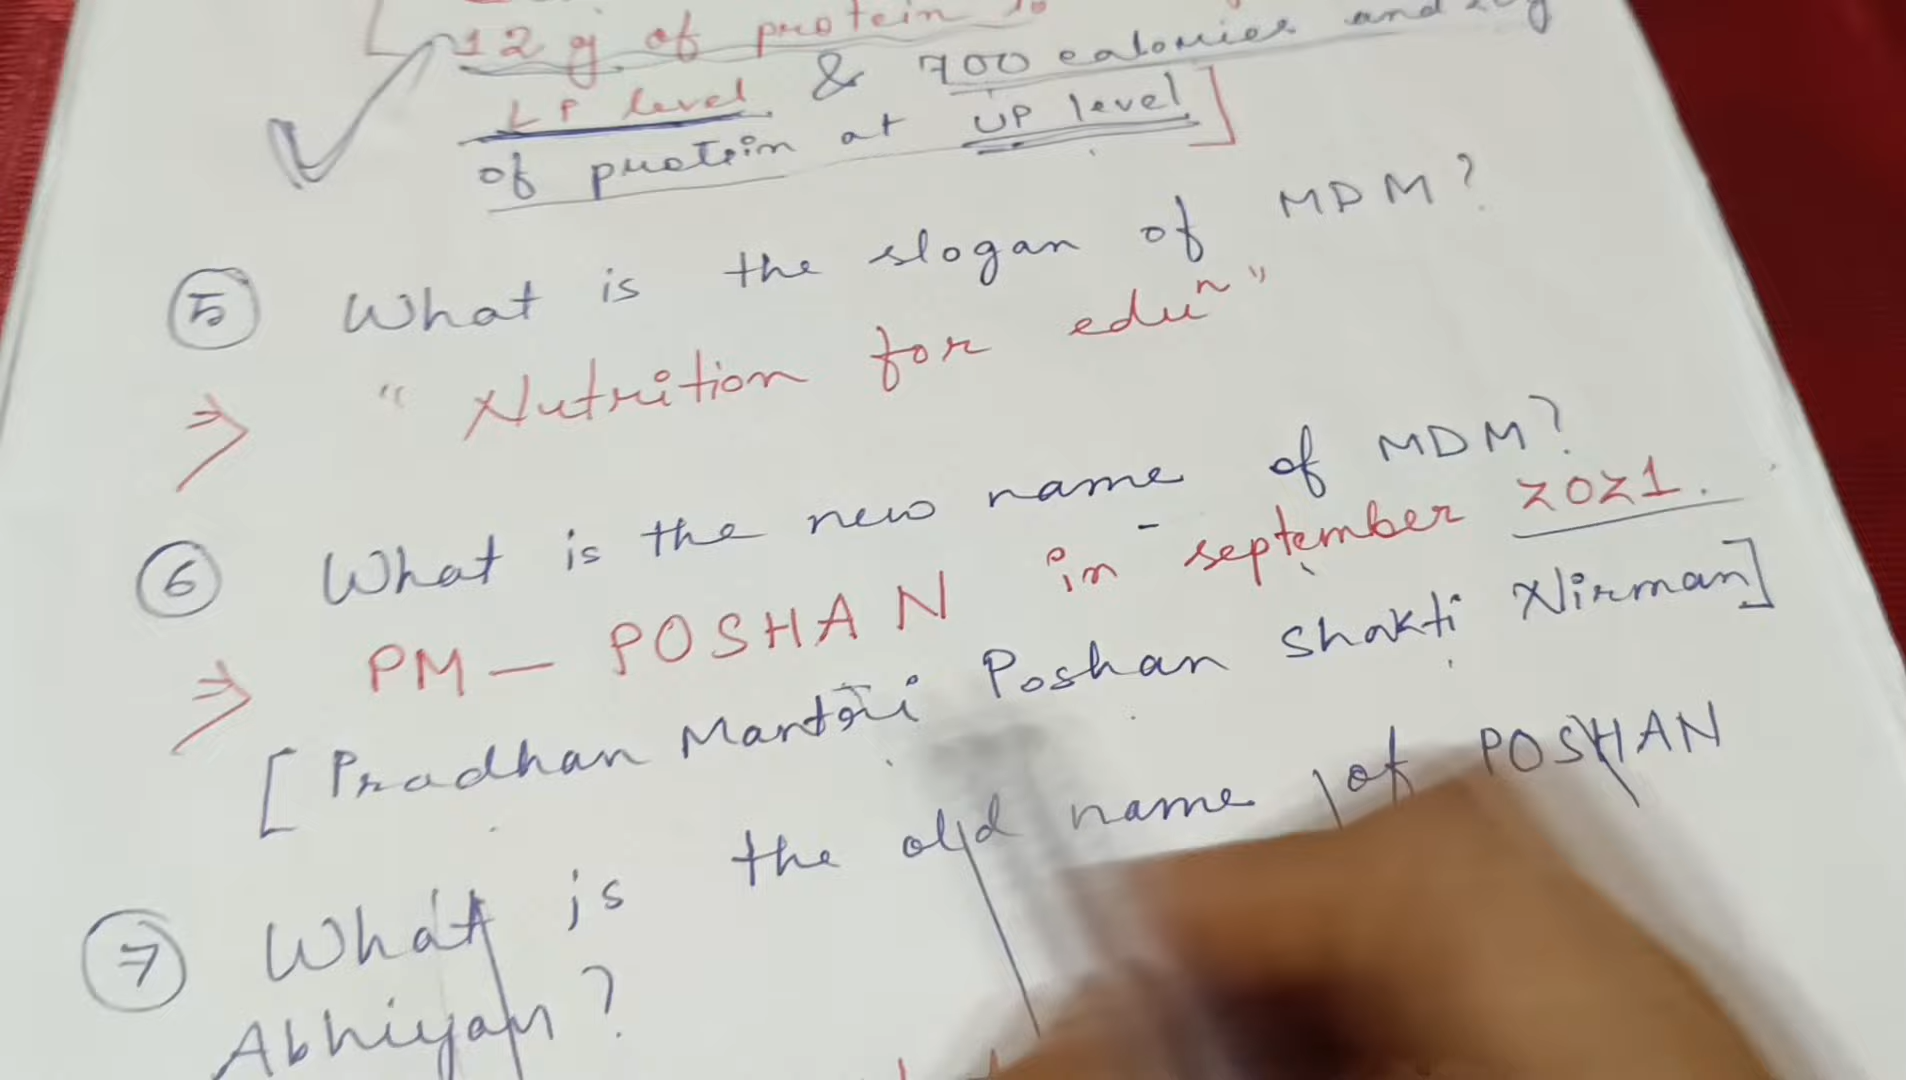 12 g of protein
LP level & 700 calories and
of protein at UP level]
5 What is the slogan of MDM?
⇒ "Nutrition for eduⁿ"
6 What is the new name of MDM?
⇒ PM - POSHAN in september 2021.
[Pradhan Mantri Poshan Shakti Nirman]
7 What is the old name of POSHAN
Abhiyan?